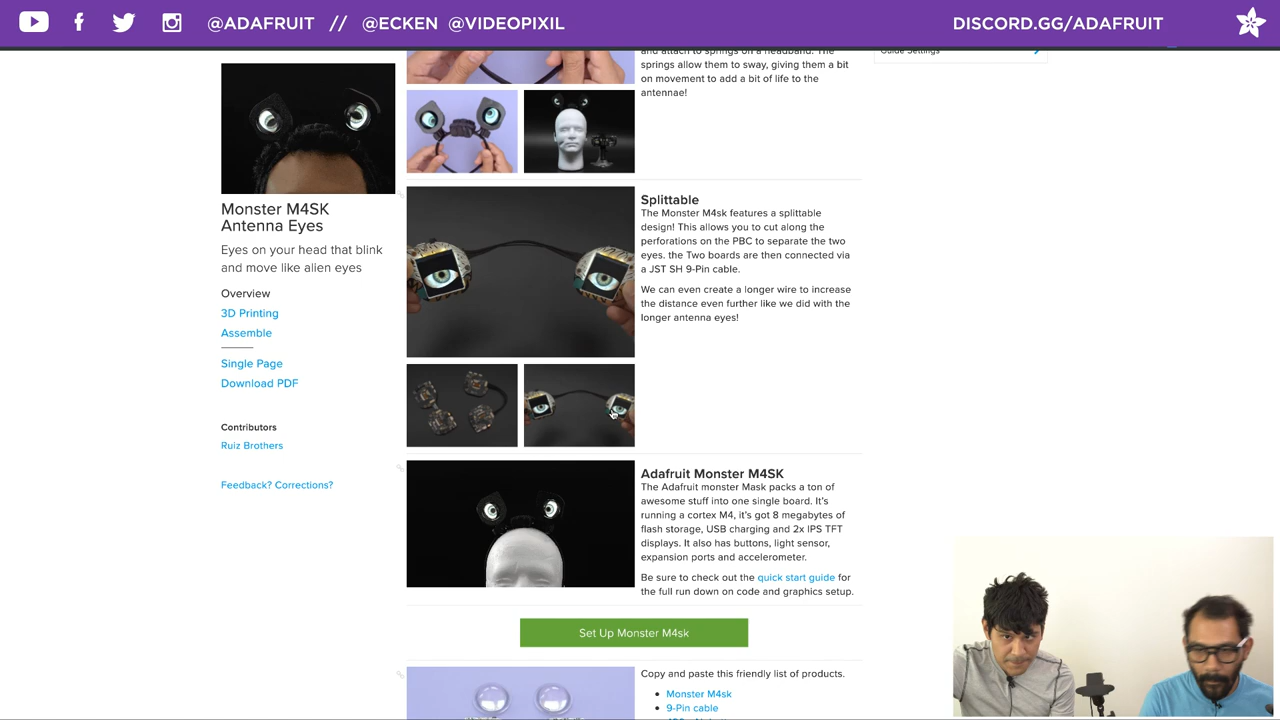 @ADAFRUIT // @ECKEN @VIDEOPIXIL
DISCORD.GG/ADAFRUIT
Guide Settings
and attach to springs on a headband. The
springs allow them to sway, giving them a bit
on movement to add a bit of life to the
antennae!
Monster M4SK
Antenna Eyes
Eyes on your head that blink
and move like alien eyes
Overview
3D Printing
Assemble
Single Page
Download PDF
Contributors
Ruiz Brothers
Feedback? Corrections?
Splittable
The Monster M4sk features a splittable
design! This allows you to cut along the
perforations on the PBC to separate the two
eyes. the Two boards are then connected via
a JST SH 9-Pin cable.
We can even create a longer wire to increase
the distance even further like we did with the
longer antenna eyes!
Adafruit Monster M4SK
The Adafruit monster Mask packs a ton of
awesome stuff into one single board. It's
running a cortex M4, it's got 8 megabytes of
flash storage, USB charging and 2x IPS TFT
displays. It also has buttons, light sensor,
expansion ports and accelerometer.
Be sure to check out the quick start guide for
the full run down on code and graphics setup.
Set Up Monster M4sk
Copy and paste this friendly list of products.
Monster M4sk
9-Pin cable